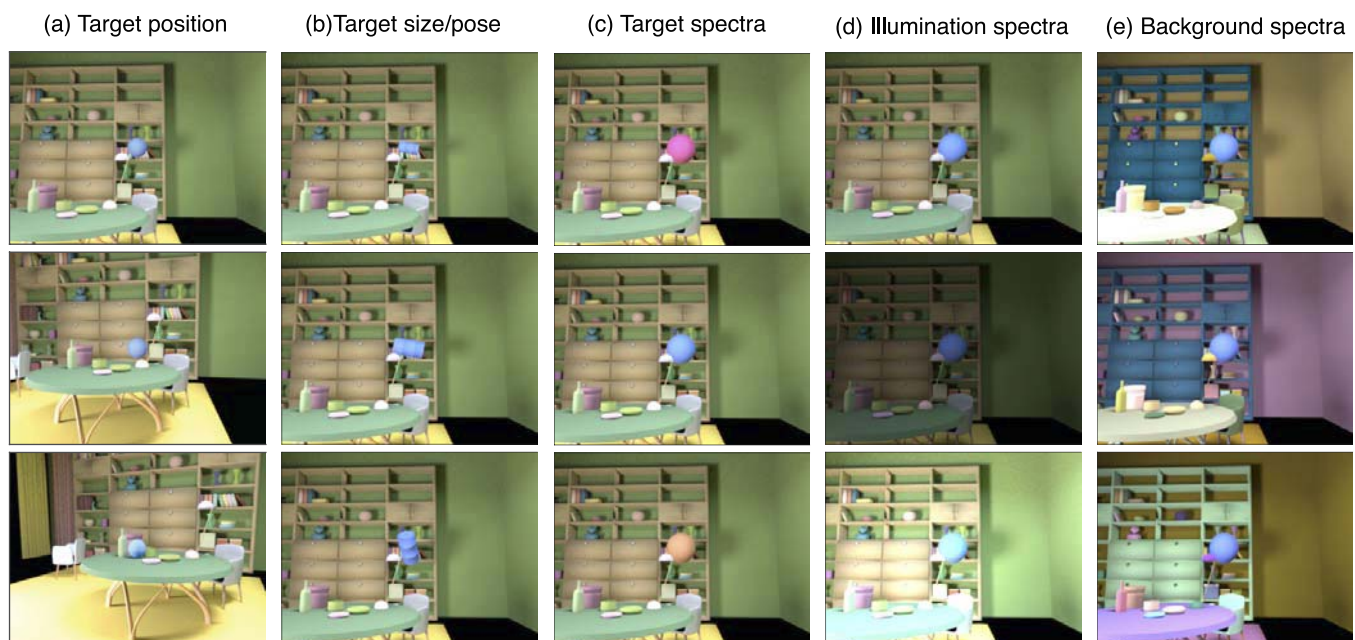 (a) Target position
(b)Target size/pose
(c) Target spectra
(d) Illumination spectra
(e) Background spectra